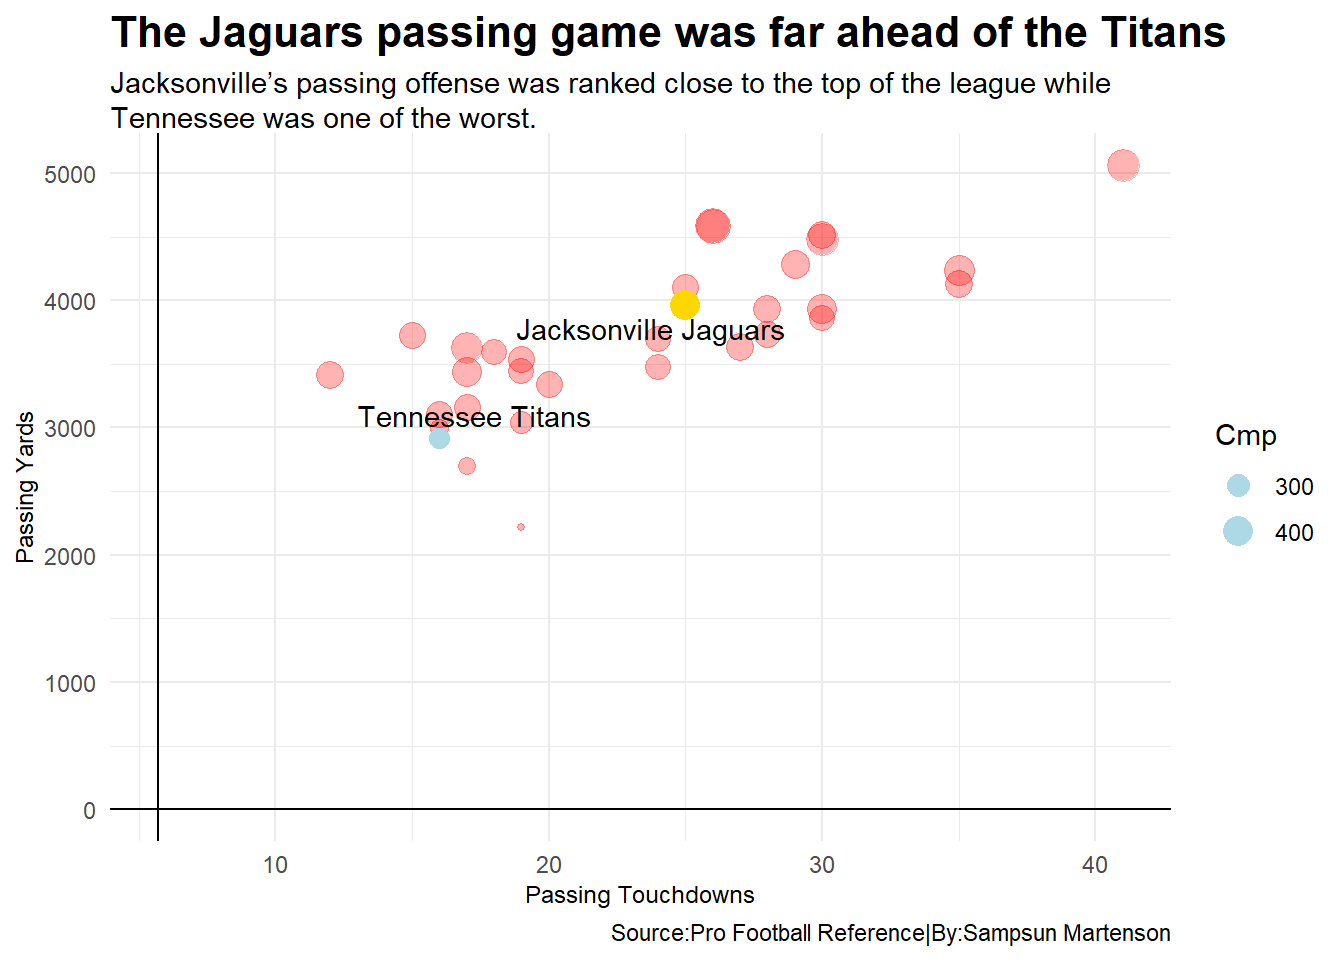 The Jaguars passing game was far ahead of the Titans
Jacksonville’s passing offense was ranked close to the top of the league while
Tennessee was one of the worst.
5000
4000
3000
2000
1000
0
Passing Yards
Jacksonville Jaguars
Tennessee Titans
Cmp
300
400
10 20 30 40
Passing Touchdowns
Source:Pro Football Reference|By:Sampsun Martenson